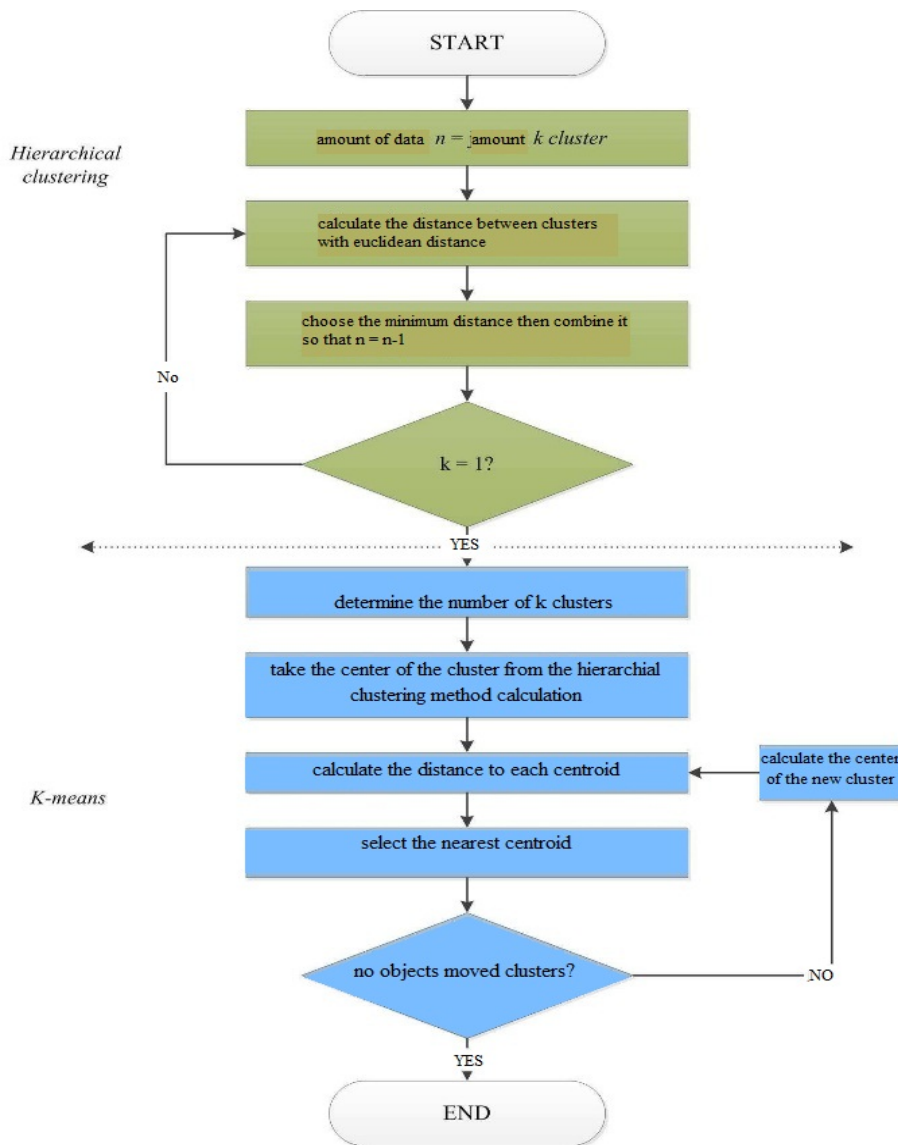 START
Hierarchical
clustering
amount of data n = jamount k cluster
calculate the distance between clusters
with euclidean distance
choose the minimum distance then combine it
so that n = n-1
No
k = 1?
YES
determine the number of k clusters
take the center of the cluster from the hierarchial
clustering method calculation
calculate the distance to each centroid
calculate the center
of the new cluster
K-means
select the nearest centroid
no objects moved clusters?
NO
YES
END